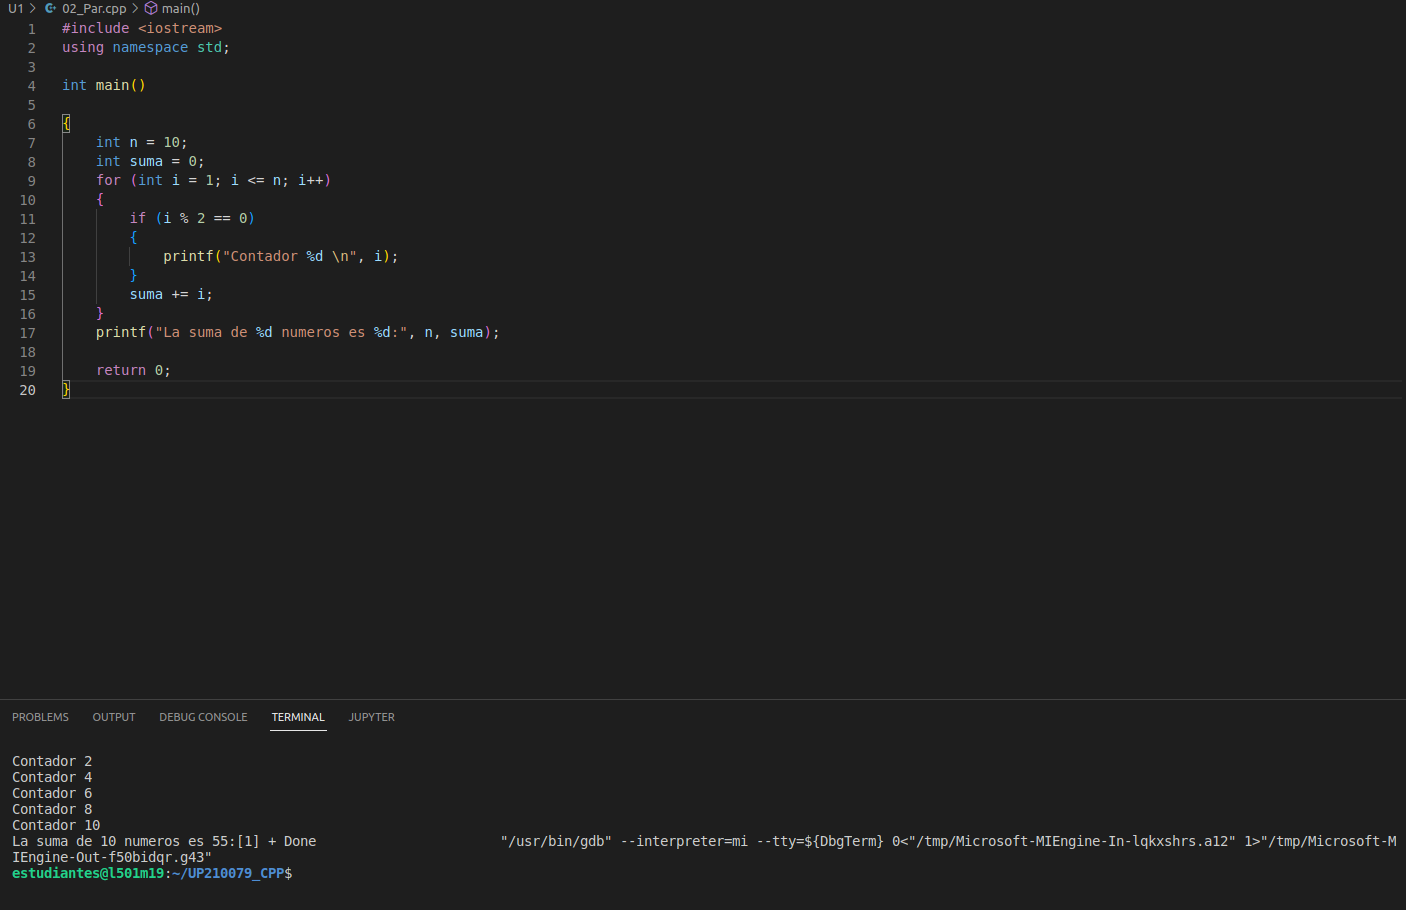 U1 > 02_Par.cpp > main()
1 #include <iostream>
2 using namespace std;
3
4 int main()
5
6 {
7     int n = 10;
8     int suma = 0;
9     for (int i = 1; i <= n; i++)
10     {
11         if (i % 2 == 0)
12         {
13             printf("Contador %d \n", i);
14         }
15         suma += i;
16     }
17     printf("La suma de %d numeros es %d:", n, suma);
18
19     return 0;
20 }
PROBLEMS OUTPUT DEBUG CONSOLE TERMINAL JUPYTER
Contador 2
Contador 4
Contador 6
Contador 8
Contador 10
La suma de 10 numeros es 55:[1] + Done                       "/usr/bin/gdb" --interpreter=mi --tty=${DbgTerm} 0<"/tmp/Microsoft-MIEngine-In-lqkxshrs.a12" 1>"/tmp/Microsoft-M
IEngine-Out-f50bidqr.g43"
estudiantes@l501m19:~/UP210079_CPP$